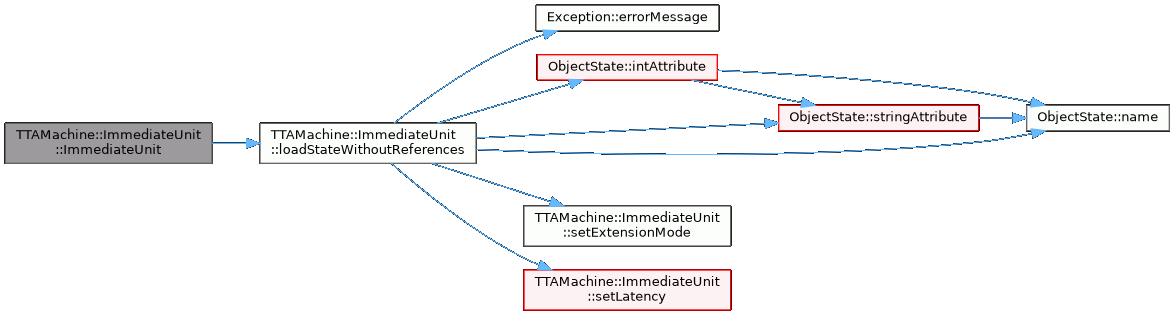 Exception::errorMessage
ObjectState::intAttribute
ObjectState::stringAttribute
ObjectState::name
TTAMachine::ImmediateUnit
::ImmediateUnit
TTAMachine::ImmediateUnit
::loadStateWithoutReferences
TTAMachine::ImmediateUnit
::setExtensionMode
TTAMachine::ImmediateUnit
::setLatency